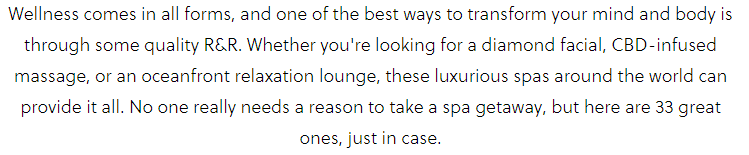 Wellness comes in all forms, and one of the best ways to transform your mind and body is
through some quality R&R. Whether you're looking for a diamond facial, CBD-infused
massage, or an oceanfront relaxation lounge, these luxurious spas around the world can
provide it all. No one really needs a reason to take a spa getaway, but here are 33 great
ones, just in case.